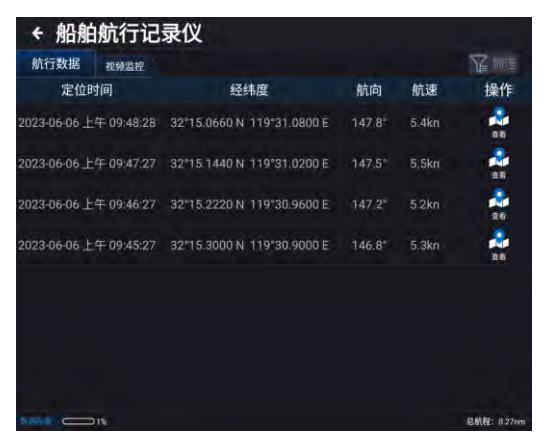 ← 船舶航行记录仪
航行数据 视频监控
定位时间 经纬度 航向 航速 操作
2023-06-06 上午 09:48:28 32°15.0660 N 119°31.0800 E 147.8° 5.4kn
查看
2023-06-06 上午 09:47:27 32°15.1440 N 119°31.0200 E 147.5° 5.5kn
查看
2023-06-06 上午 09:46:27 32°15.2220 N 119°30.9600 E 147.2° 5.2kn
查看
2023-06-06 上午 09:45:27 32°15.3000 N 119°30.9000 E 146.8° 5.3kn
查看
1% 总航程: 0.27nm